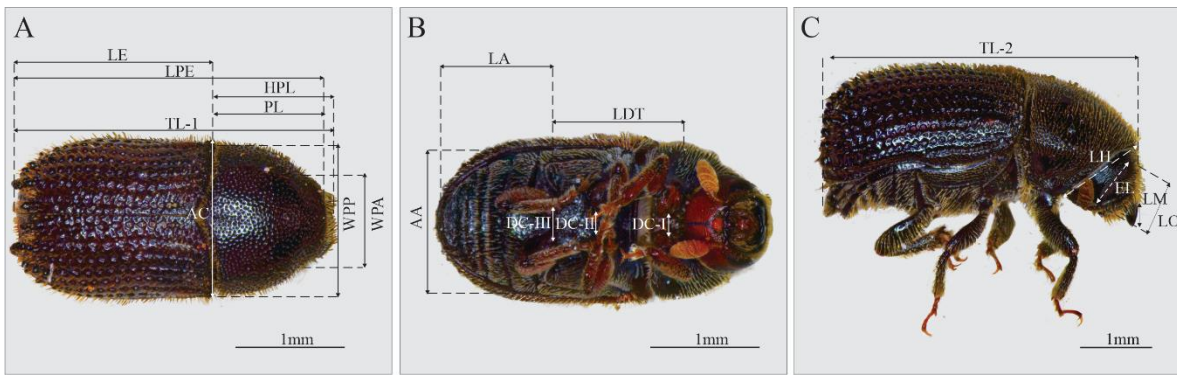 A
LE
LPE
HPL
PL
TL-1
AC
WPP
WPA
1mm
B
LA
LDT
AA
DC-III DC-II DC-I
1mm
C
TL-2
LH
EL
LM
LO
1mm